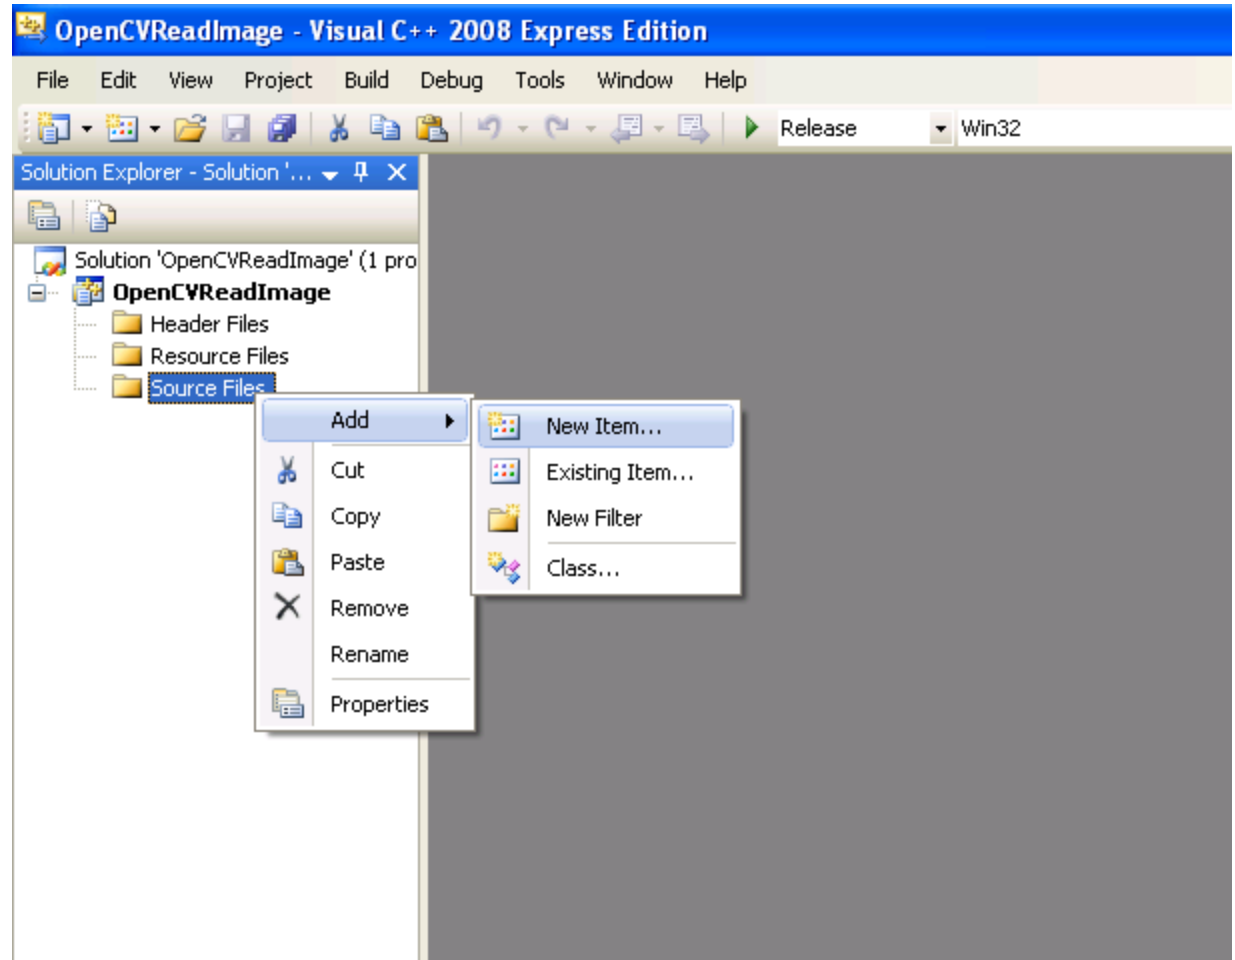 OpenCVReadImage - Visual C++ 2008 Express Edition
File Edit View Project Build Debug Tools Window Help
Release Win32
Solution Explorer - Solution '...
Solution 'OpenCVReadImage' (1 pro
OpenCVReadImage
Header Files
Resource Files
Source Files
Add
Cut
Copy
Paste
Remove
Rename
Properties
New Item...
Existing Item...
New Filter
Class...